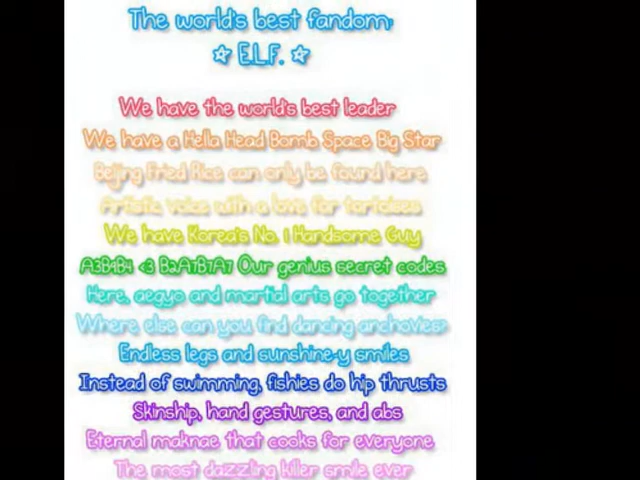 The world's best fandom:
☆ E.L.F. ☆
We have the world's best leader
We have a Hella Head Bomb Space Big Star
Beijing Fried Rice can only be found here
Artistic voice with a love for tortoises
We have Korea's No. 1 Handsome Guy
A3B9B4 <3 B2A7B7A7 Our genius secret codes
Here, aegyo and martial arts go together
Where else can you find dancing anchovies?
Endless legs and sunshine-y smiles
Instead of swimming, fishies do hip thrusts
Skinship, hand gestures, and abs
Eternal maknae that cooks for everyone
The most dazzling killer smile ever